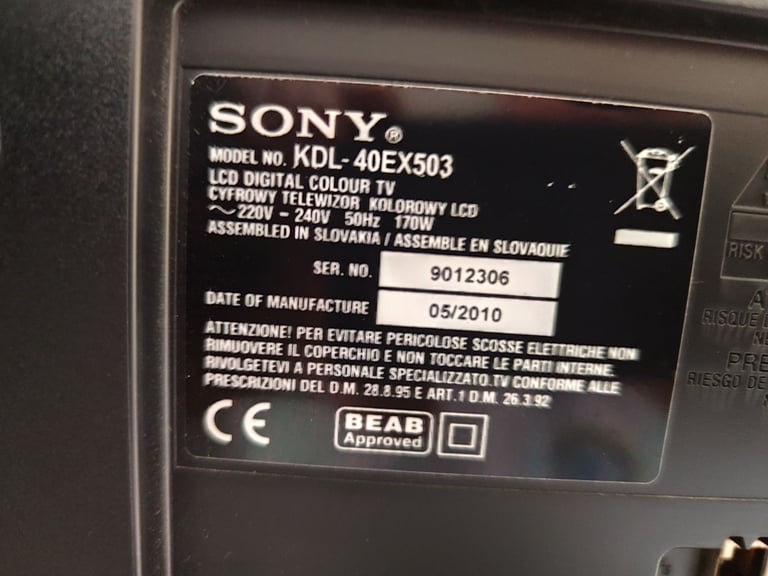 SONY®
MODEL NO. KDL-40EX503
LCD DIGITAL COLOUR TV
CYFROWY TELEWIZOR KOLOROWY LCD
~ 220V - 240V 50Hz 170W
ASSEMBLED IN SLOVAKIA / ASSEMBLE EN SLOVAQUIE
SER. NO. 9012306
DATE OF MANUFACTURE 05/2010
ATTENZIONE! PER EVITARE PERICOLOSE SCOSSE ELETTRICHE NON
RIMUOVERE IL COPERCHIO E NON TOCCARE LE PARTI INTERNE.
RIVOLGETEVI A PERSONALE SPECIALIZZATO.TV CONFORME ALLE
PRESCRIZIONI DEL D.M. 28.8.95 E ART.1 D.M. 26.3.92
CE
BEAB
Approved
RISK
RISQUE
RIESGO DE